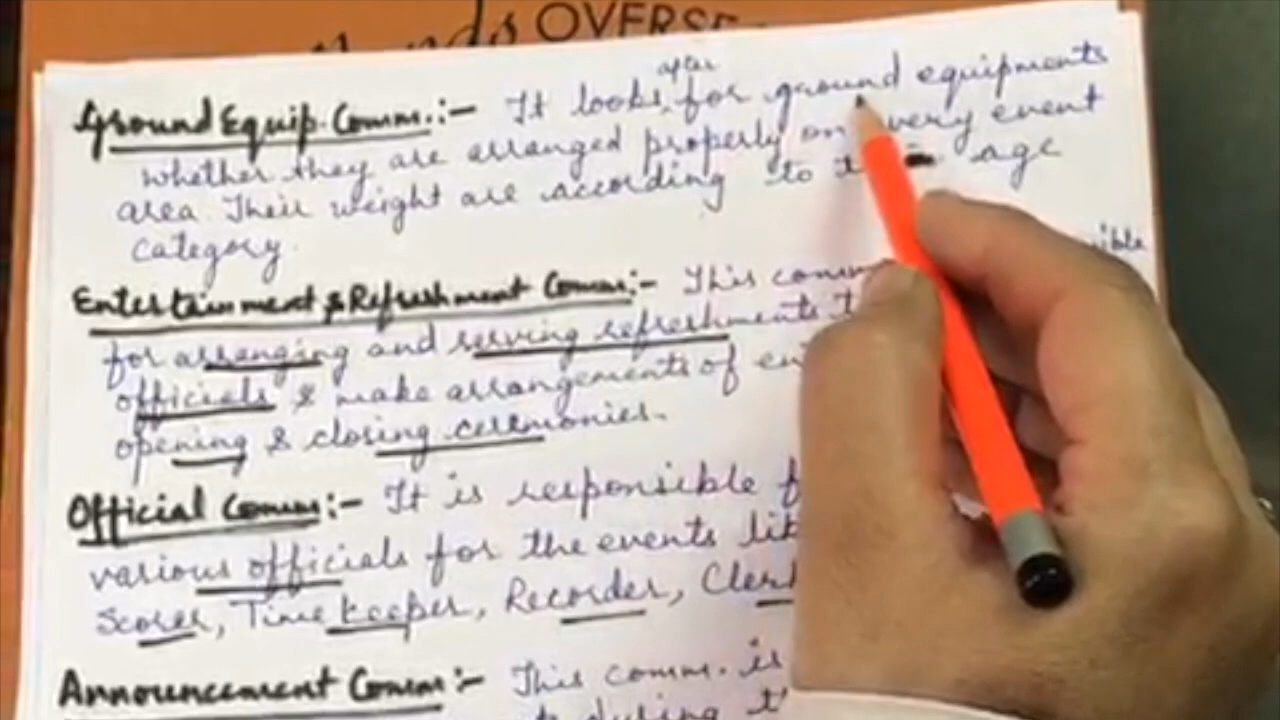 OVERSE
after
Ground Equip. Comm.:- It looks, for ground equipments
whether they are arranged properly on every event
area Their weight are according to age
category.
Entertainment & Refreshment Comm:- This comm
for arranging and serving refreshments
officials & make arrangements of
opening & closing ceremonies.
Official Comm:- It is responsible
various officials for the events
Scorer, Time keeper, Recorder,
Announcement Comm:- This comm. is
during